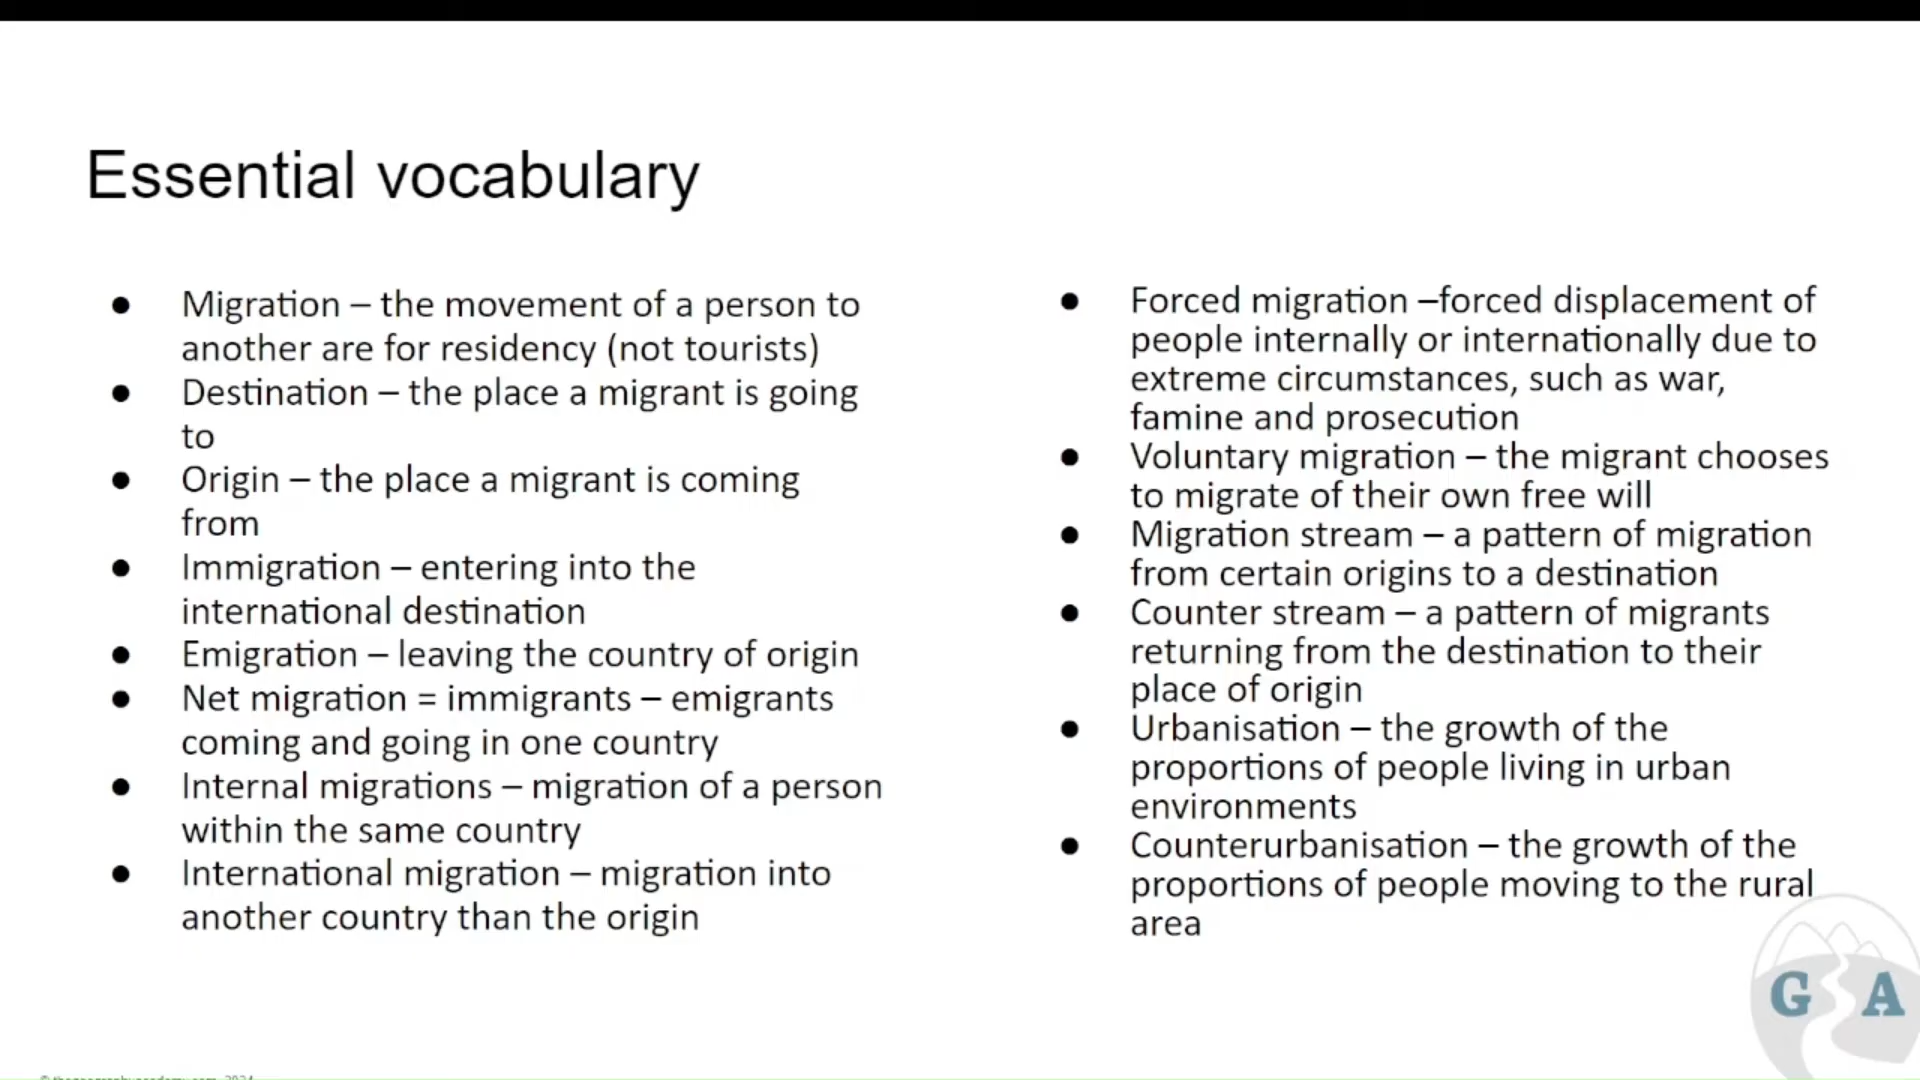 Essential vocabulary
● Migration – the movement of a person to
another are for residency (not tourists)
● Destination – the place a migrant is going
to
● Origin – the place a migrant is coming
from
● Immigration – entering into the
international destination
● Emigration – leaving the country of origin
● Net migration = immigrants – emigrants
coming and going in one country
● Internal migrations – migration of a person
within the same country
● International migration – migration into
another country than the origin
● Forced migration –forced displacement of
people internally or internationally due to
extreme circumstances, such as war,
famine and prosecution
● Voluntary migration – the migrant chooses
to migrate of their own free will
● Migration stream – a pattern of migration
from certain origins to a destination
● Counter stream – a pattern of migrants
returning from the destination to their
place of origin
● Urbanisation – the growth of the
proportions of people living in urban
environments
● Counterurbanisation – the growth of the
proportions of people moving to the rural
area
G A